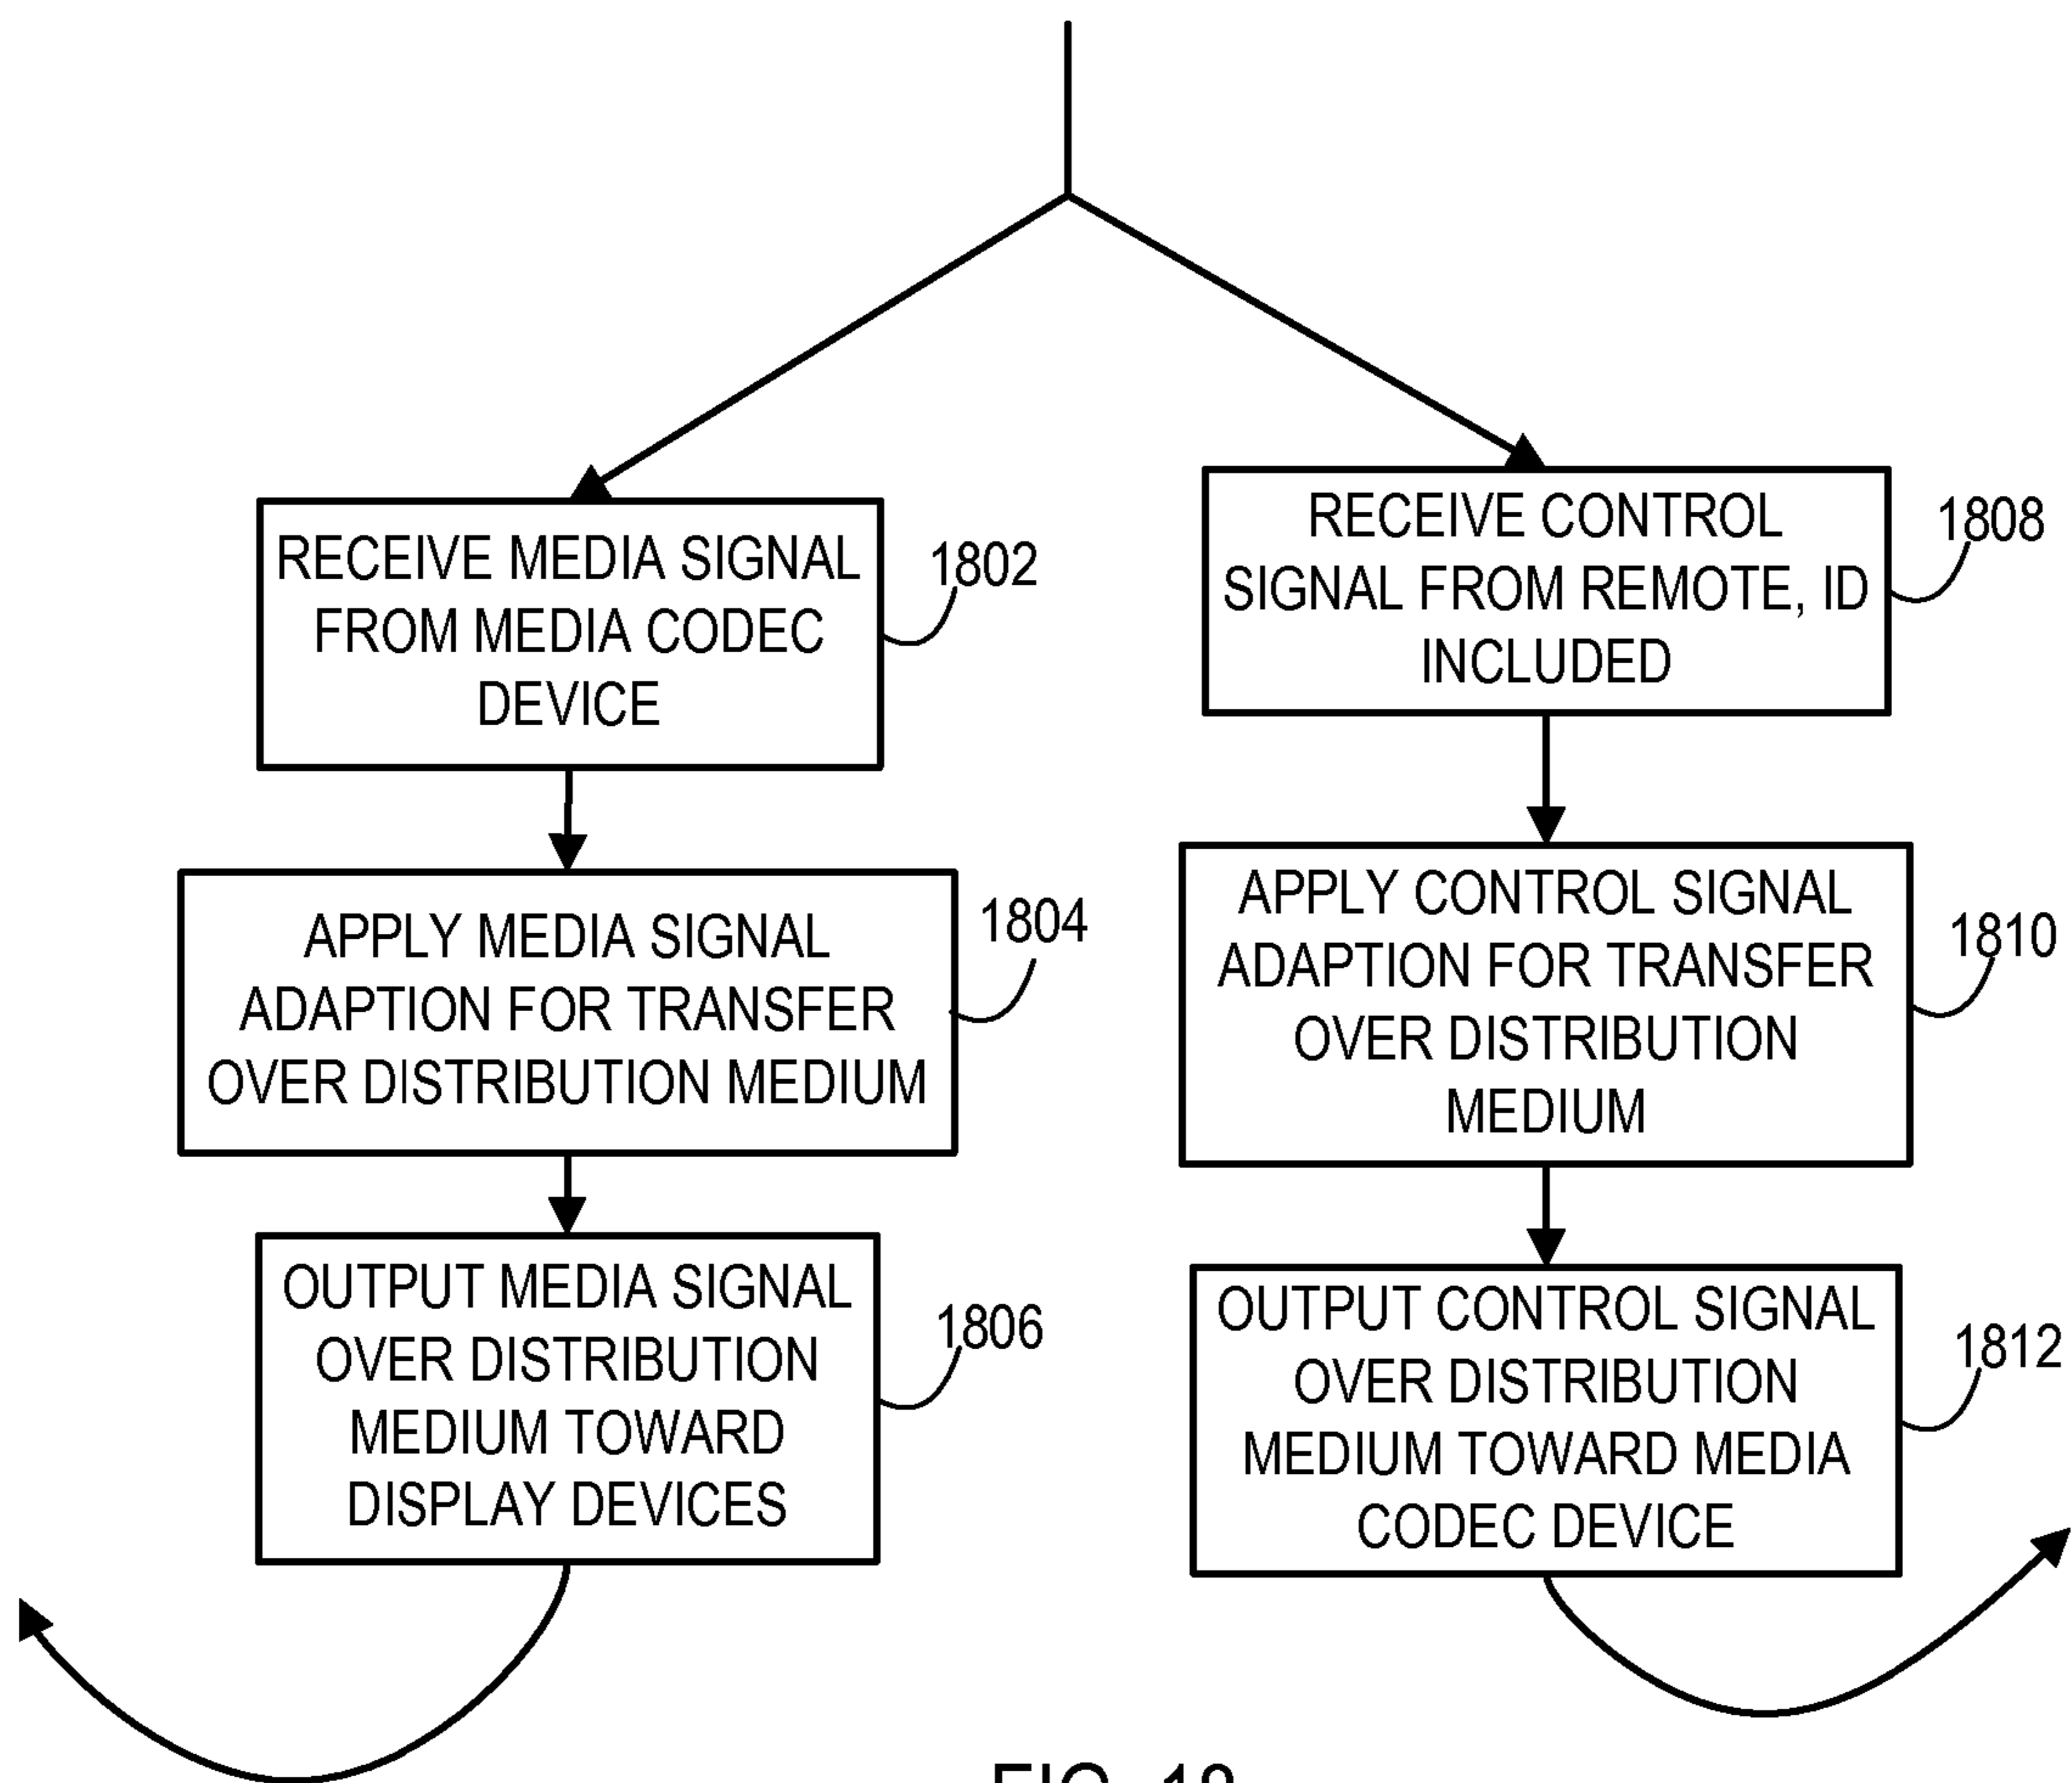 RECEIVE MEDIA SIGNAL
FROM MEDIA CODEC
DEVICE
1802
APPLY MEDIA SIGNAL
ADAPTION FOR TRANSFER
OVER DISTRIBUTION MEDIUM
1804
OUTPUT MEDIA SIGNAL
OVER DISTRIBUTION
MEDIUM TOWARD
DISPLAY DEVICES
1806
RECEIVE CONTROL
SIGNAL FROM REMOTE, ID
INCLUDED
1808
APPLY CONTROL SIGNAL
ADAPTION FOR TRANSFER
OVER DISTRIBUTION
MEDIUM
1810
OUTPUT CONTROL SIGNAL
OVER DISTRIBUTION
MEDIUM TOWARD MEDIA
CODEC DEVICE
1812
FIG. 18